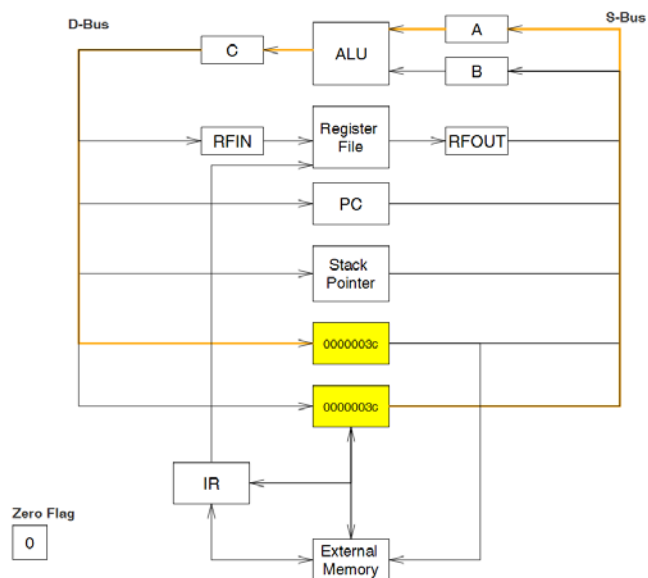 D-Bus
S-Bus
A
C
ALU
B
RFIN
Register
File
RFOUT
PC
Stack
Pointer
0000003c
0000003c
IR
Zero Flag
0
External
Memory